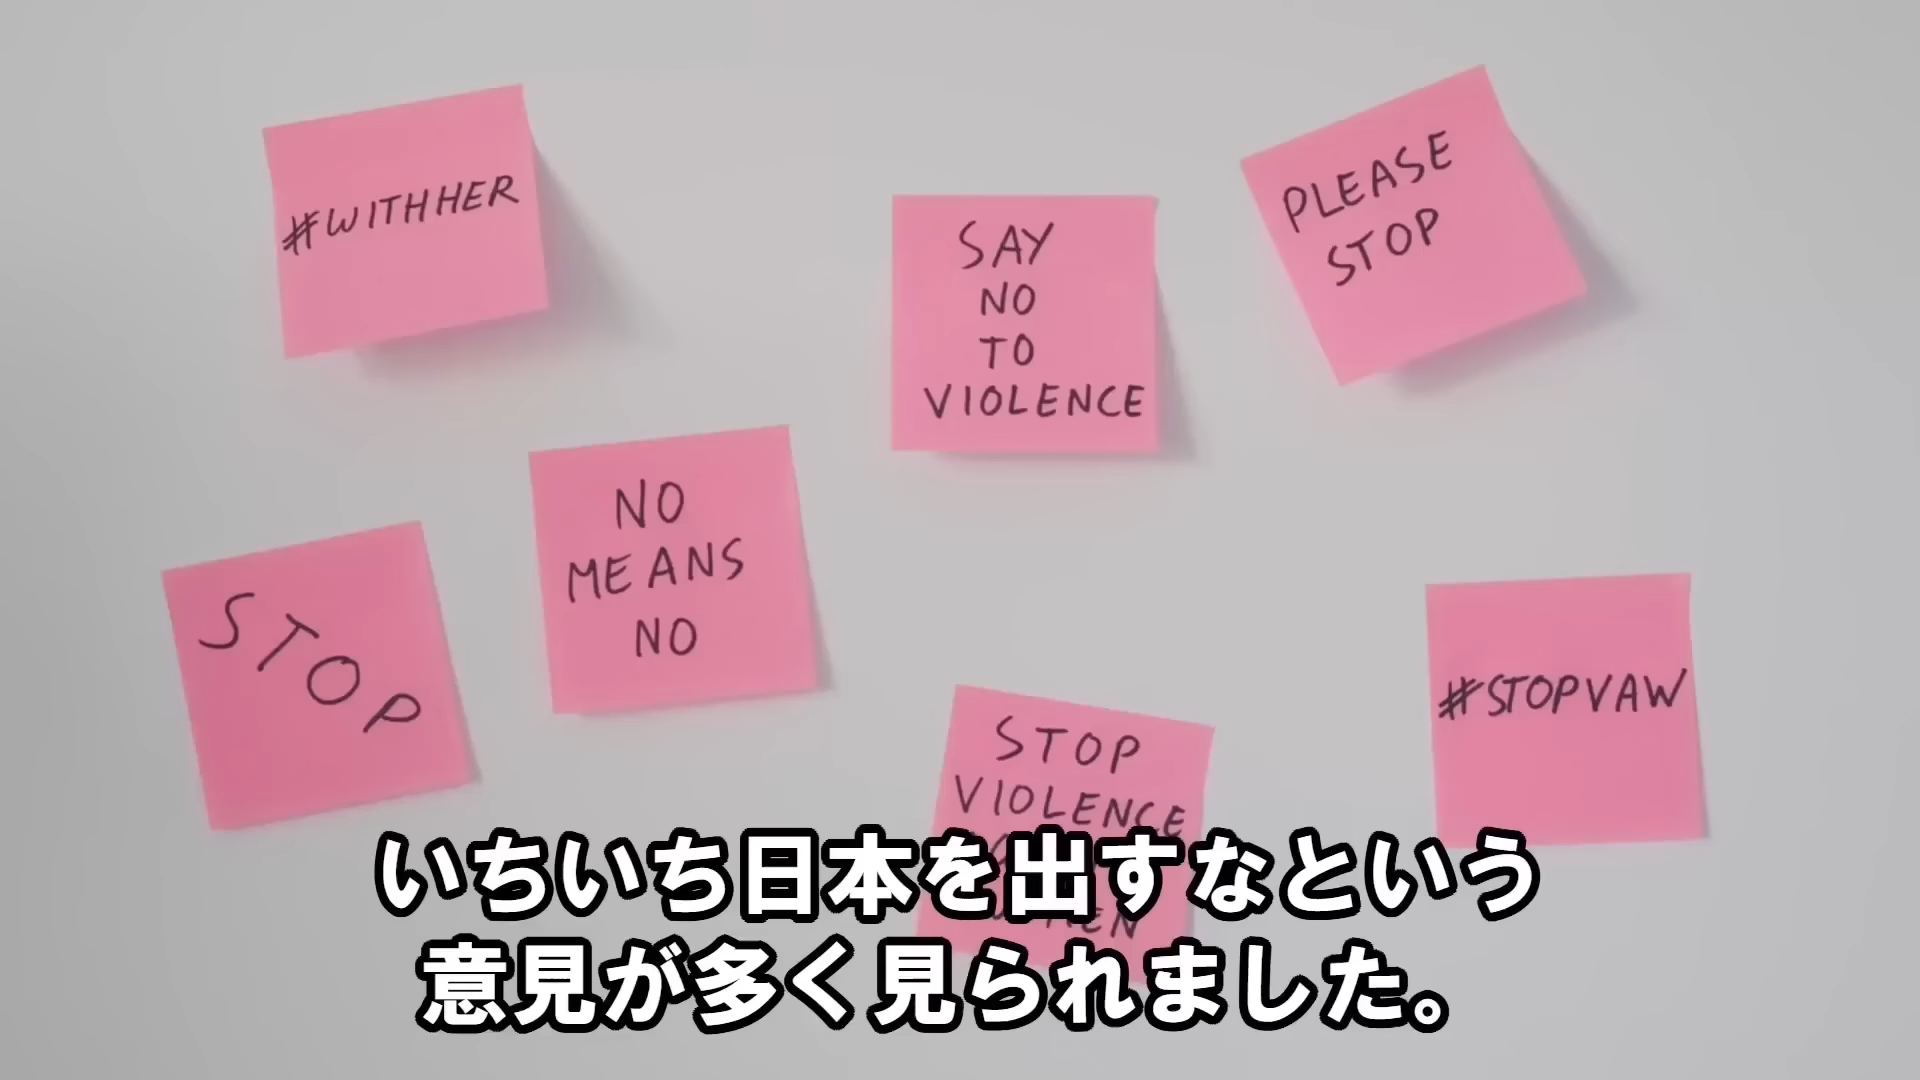 #WITHHER
SAY
NO
TO
VIOLENCE
PLEASE
STOP
STOP
NO
MEANS
NO
STOP
VIOLENCE
#STOPVAW
いちいち日本を出すなという
意見が多く見られました。